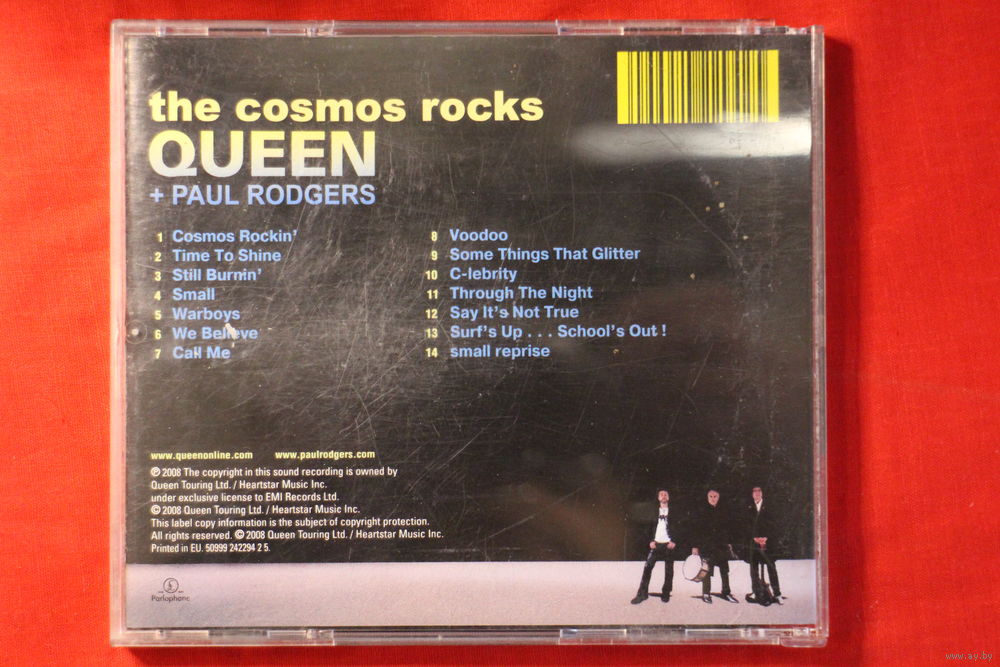 the cosmos rocks
QUEEN
+ PAUL RODGERS
1 Cosmos Rockin'
2 Time To Shine
3 Still Burnin'
4 Small
5 Warboys
6 We Believe
7 Call Me
8 Voodoo
9 Some Things That Glitter
10 C-lebrity
11 Through The Night
12 Say It's Not True
13 Surf's Up . . . School's Out !
14 small reprise
www.queenonline.com www.paulrodgers.com
℗ 2008 The copyright in this sound recording is owned by
Queen Touring Ltd. / Heartstar Music Inc.
under exclusive license to EMI Records Ltd.
© 2008 Queen Touring Ltd. / Heartstar Music Inc.
This label copy information is the subject of copyright protection.
All rights reserved. © 2008 Queen Touring Ltd. / Heartstar Music Inc.
Printed in EU. 50999 242294 2 5.
Parlophone
www.ay.by